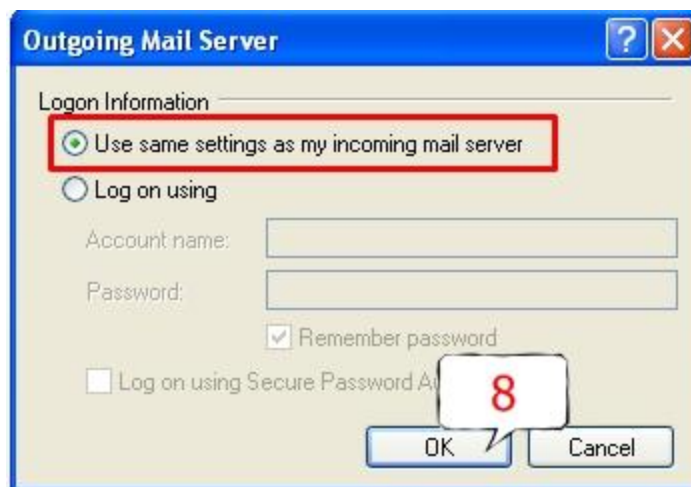 Outgoing Mail Server
Logon Information
Use same settings as my incoming mail server
Log on using
Account name:
Password:
Remember password
Log on using Secure Password
8
OK
Cancel